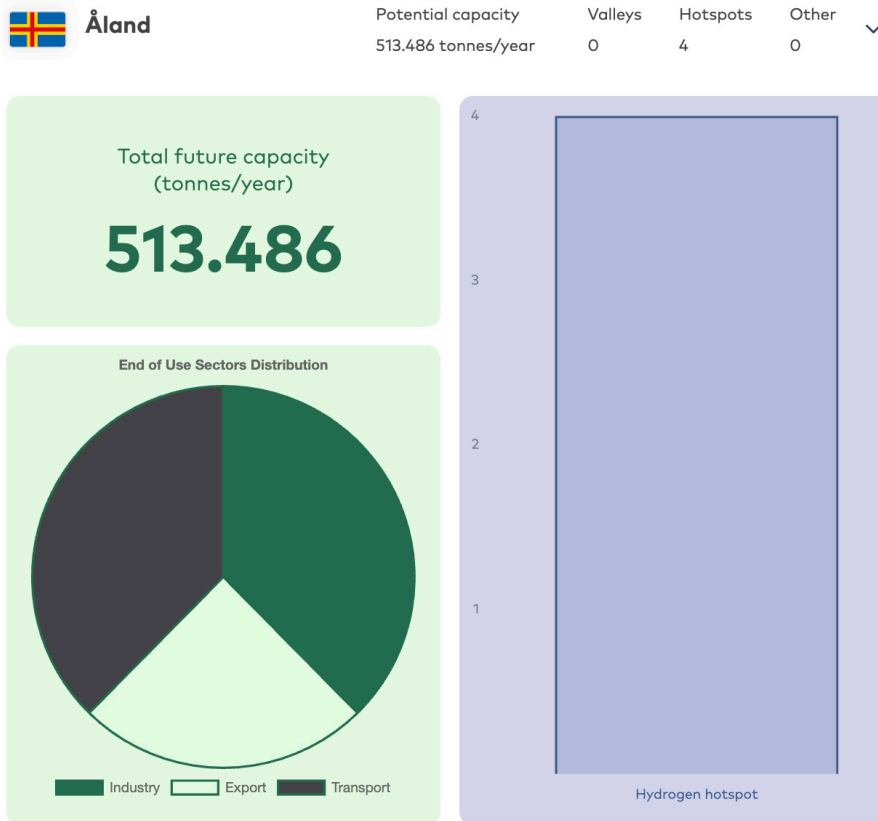 Åland
Potential capacity
513.486 tonnes/year
Valleys
0
Hotspots
4
Other
0
Total future capacity
(tonnes/year)
513.486
End of Use Sectors Distribution
Industry
Export
Transport
4
3
2
1
Hydrogen hotspot